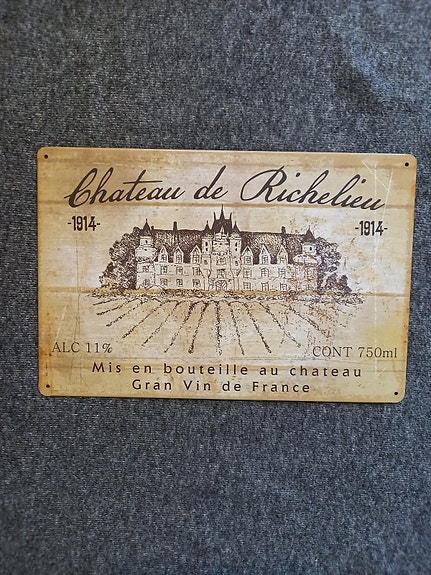 Chateau de Richelieu
-1914- -1914-
ALC 11% CONT 750ml
Mis en bouteille au chateau
Gran Vin de France